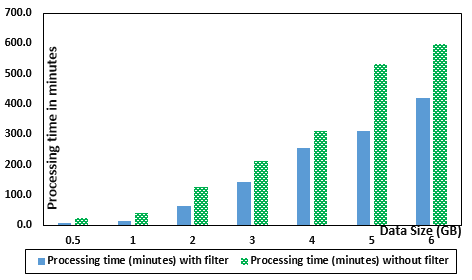 700.0
600.0
500.0
400.0
300.0
200.0
100.0
0.0
Processing time in minutes
Data Size (GB)
0.5 1 2 3 4 5 6
Processing time (minutes) with filter Processing time (minutes) without filter